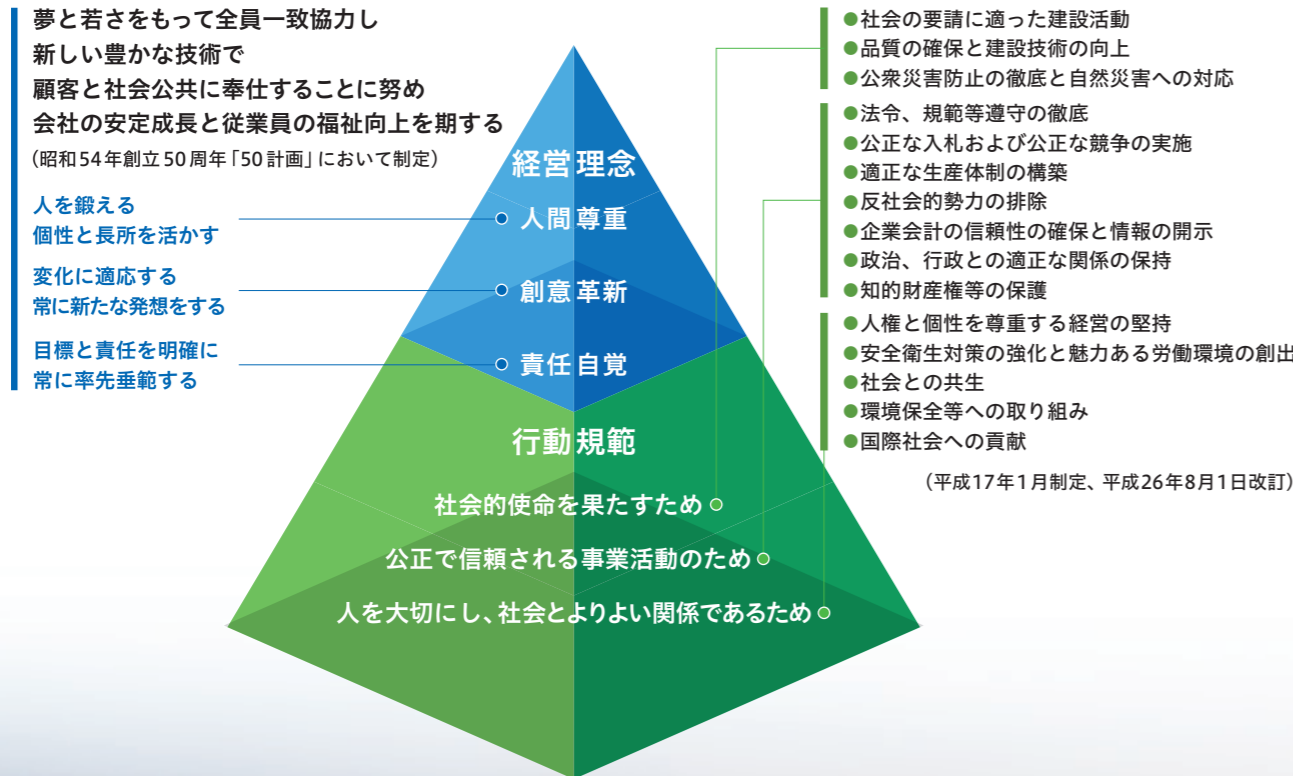 夢と若さをもって全員一致協力し
新しい豊かな技術で
顧客と社会公共に奉仕することに努め
会社の安定成長と従業員の福祉向上を期する
(昭和54年創立50周年「50計画」において制定)
人を鍛える
個性と長所を活かす
変化に適応する
常に新たな発想をする
目標と責任を明確に
常に率先垂範する
経営理念
人間尊重
創意革新
責任自覚
行動規範
社会的使命を果たすため
公正で信頼される事業活動のため
人を大切にし、社会とよりよい関係であるため
●社会の要請に適った建設活動
●品質の確保と建設技術の向上
●公衆災害防止の徹底と自然災害への対応
●法令、規範等遵守の徹底
●公正な入札および公正な競争の実施
●適正な生産体制の構築
●反社会的勢力の排除
●企業会計の信頼性の確保と情報の開示
●政治、行政との適正な関係の保持
●知的財産権等の保護
●人権と個性を尊重する経営の堅持
●安全衛生対策の強化と魅力ある労働環境の創出
●社会との共生
●環境保全等への取り組み
●国際社会への貢献
(平成17年1月制定、平成26年8月1日改訂)